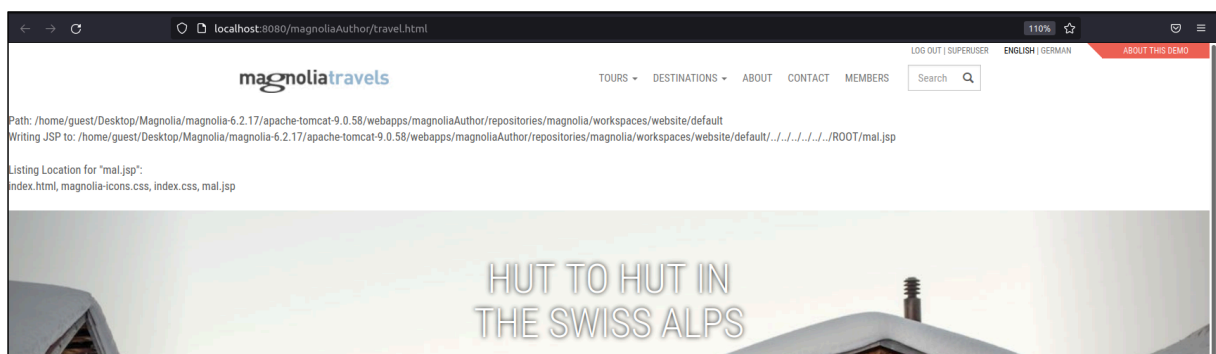 localhost:8080/magnoliaAuthor/travel.html
110%
LOG OUT | SUPERUSER ENGLISH | GERMAN ABOUT THIS DEMO
magnoliatravels TOURS DESTINATIONS ABOUT CONTACT MEMBERS Search
Path: /home/guest/Desktop/Magnolia/magnolia-6.2.17/apache-tomcat-9.0.58/webapps/magnoliaAuthor/repositories/magnolia/workspaces/website/default
Writing JSP to: /home/guest/Desktop/Magnolia/magnolia-6.2.17/apache-tomcat-9.0.58/webapps/magnoliaAuthor/repositories/magnolia/workspaces/website/default/../../../../../../ROOT/mal.jsp
Listing Location for "mal.jsp":
index.html, magnolia-icons.css, index.css, mal.jsp
HUT TO HUT IN
THE SWISS ALPS